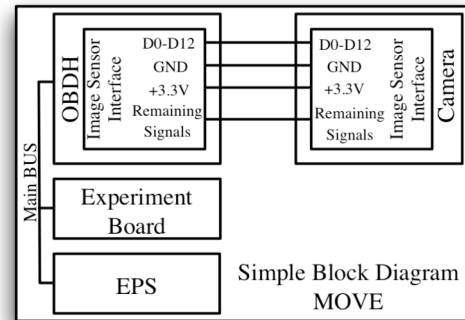 Main BUS
OBDH
Image Sensor
Interface
D0-D12
GND
+3.3V
Remaining
Signals
D0-D12
GND
+3.3V
Remaining
Signals
Image Sensor
Interface
Camera
Experiment
Board
EPS
Simple Block Diagram
MOVE